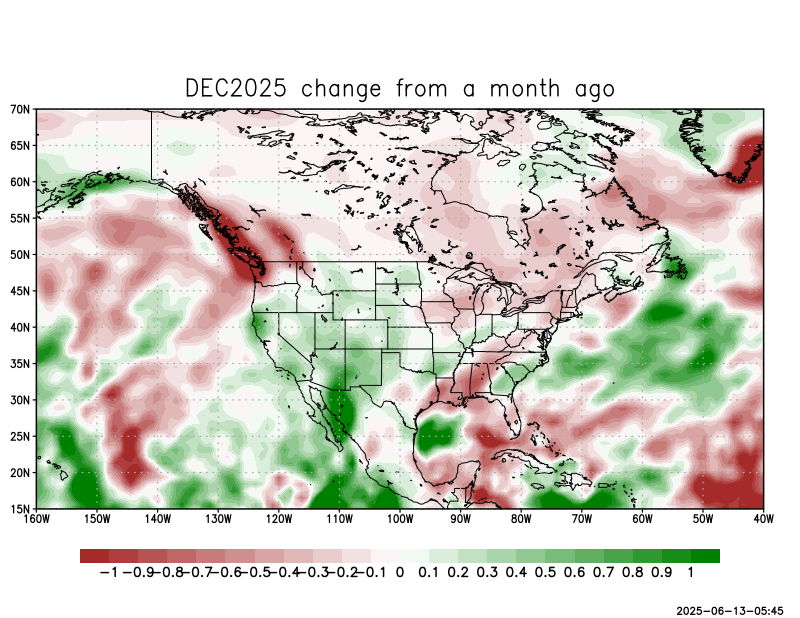 DEC2025 change from a month ago
70N
65N
60N
55N
50N
45N
40N
35N
30N
25N
20N
15N
160W 150W 140W 130W 120W 110W 100W 90W 80W 70W 60W 50W 40W
-1 -0.9 -0.8 -0.7 -0.6 -0.5 -0.4 -0.3 -0.2 -0.1 0 0.1 0.2 0.3 0.4 0.5 0.6 0.7 0.8 0.9 1
2025-06-13-05:45